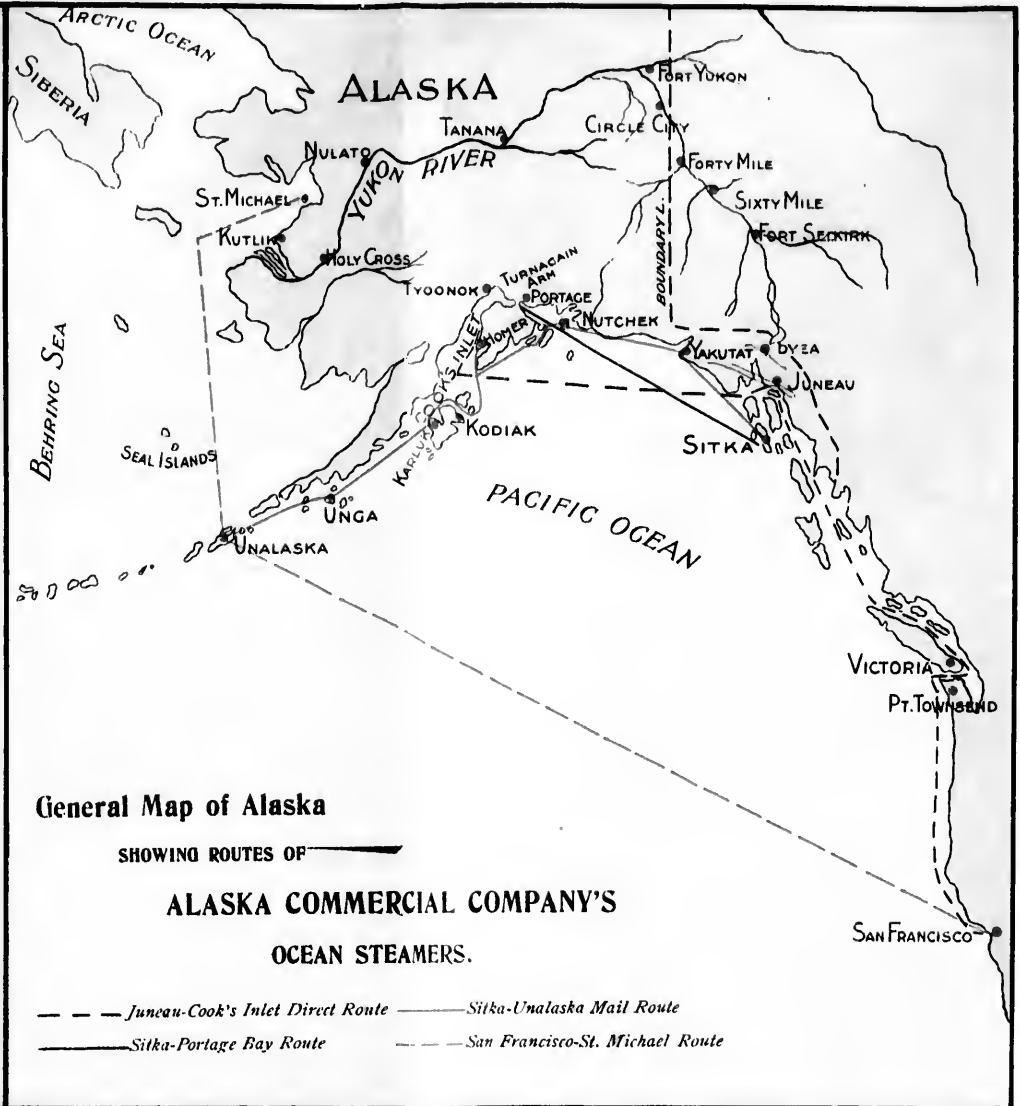 ARCTIC OCEAN
SIBERIA
ALASKA
FORT YUKON
CIRCLE CITY
TANANA
NULATO
YUKON RIVER
FORTY MILE
SIXTY MILE
ST. MICHAEL
BOUNDARY L.
KUTLIK
FORT SELKIRK
HOLY CROSS
TURNAGAIN
ARM
TYOONOK
PORTAGE
NUTCHEK
HOMER
COOK'S INLET
YAKUTAT
DYEA
JUNEAU
BEHRING SEA
KODIAK
KARLUK
SITKA
SEAL ISLANDS
PACIFIC OCEAN
UNGA
UNALASKA
VICTORIA
PT. TOWNSEND
General Map of Alaska
SHOWING ROUTES OF
ALASKA COMMERCIAL COMPANY'S
OCEAN STEAMERS.
SAN FRANCISCO
Juneau-Cook's Inlet Direct Route
Sitka-Unalaska Mail Route
Sitka-Portage Bay Route
San Francisco-St. Michael Route